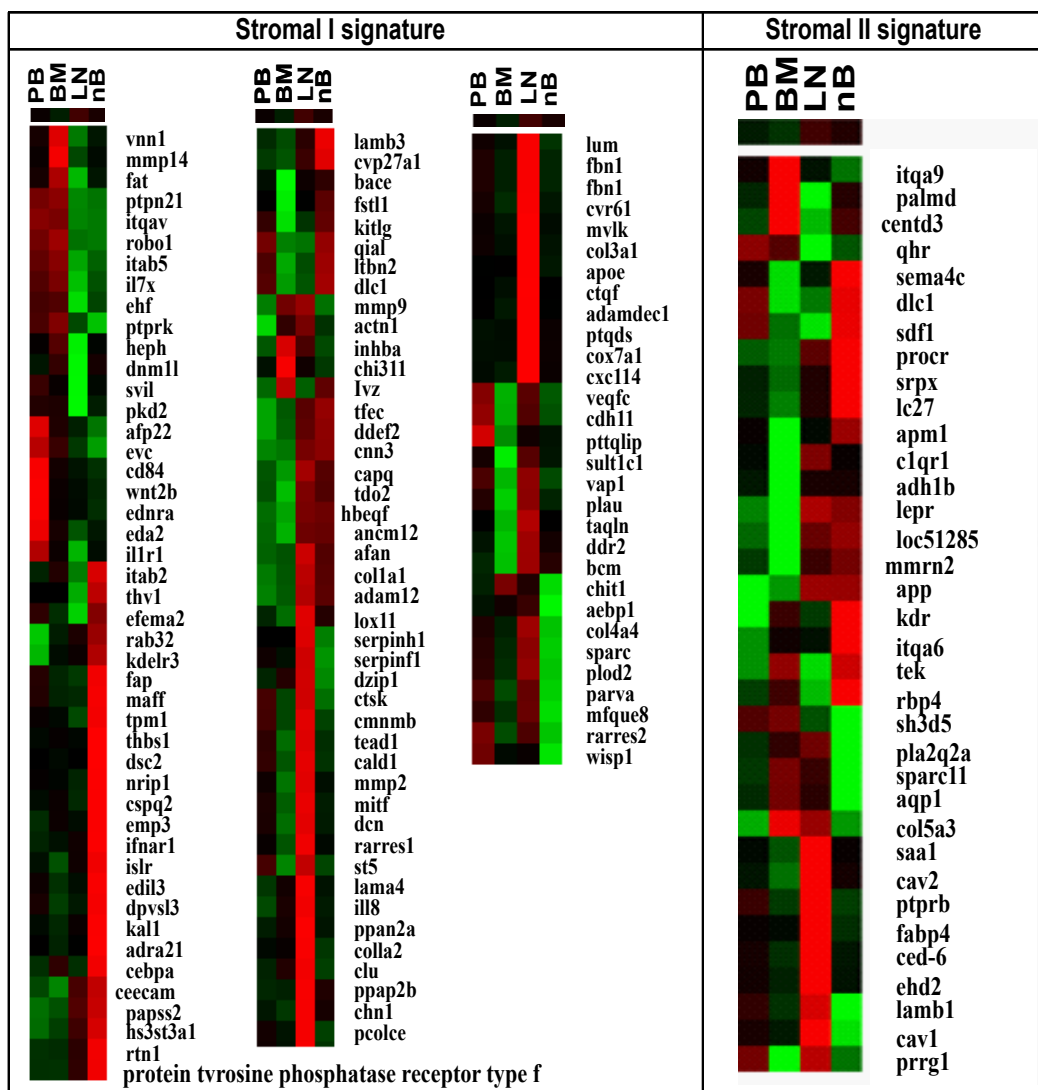 Stromal I signature
Stromal II signature
PB BM LN nB
vnn1
mmp14
fat
ptpn21
itqav
robo1
itab5
il7x
ehf
ptprk
heph
dnm1l
svil
pkd2
afp22
evc
cd84
wnt2b
ednra
eda2
il1r1
itab2
thv1
efema2
rab32
kdelr3
fap
maff
tpm1
thbs1
dsc2
nrip1
cspq2
emp3
ifnar1
islr
edil3
dpvsl3
kal1
adra21
cebpa
ceecam
papss2
hs3st3a1
rtn1
protein tvrosine phosphatase receptor type f
PB BM LN nB
lamb3
cvp27a1
bace
fstl1
kitlg
qial
ltbn2
dlc1
mmp9
actn1
inhba
chi311
lvz
tfec
ddef2
cnn3
capq
tdo2
hbeqf
ancm12
afan
col1a1
adam12
lox11
serpinh1
serpinf1
dzip1
ctsk
cmnmb
tead1
cald1
mmp2
mitf
dcn
rarres1
st5
lama4
ill8
ppan2a
colla2
clu
ppap2b
chn1
pcolce
PB BM LN nB
lum
fbn1
fbn1
cvr61
mvlk
col3a1
apoe
ctqf
adamdec1
ptqds
cox7a1
cxc114
veqfc
cdh11
pttqlip
sult1c1
vap1
plau
taqln
ddr2
bcm
chit1
aebp1
col4a4
sparc
plod2
parva
mfque8
rarres2
wisp1
PB BM LN nB
itqa9
palmd
centd3
qhr
sema4c
dlc1
sdf1
procr
srpx
lc27
apm1
c1qr1
adh1b
lepr
loc51285
mmrn2
app
kdr
itqa6
tek
rbp4
sh3d5
pla2q2a
sparc11
aqp1
col5a3
saa1
cav2
ptprb
fabp4
ced-6
ehd2
lamb1
cav1
prrg1